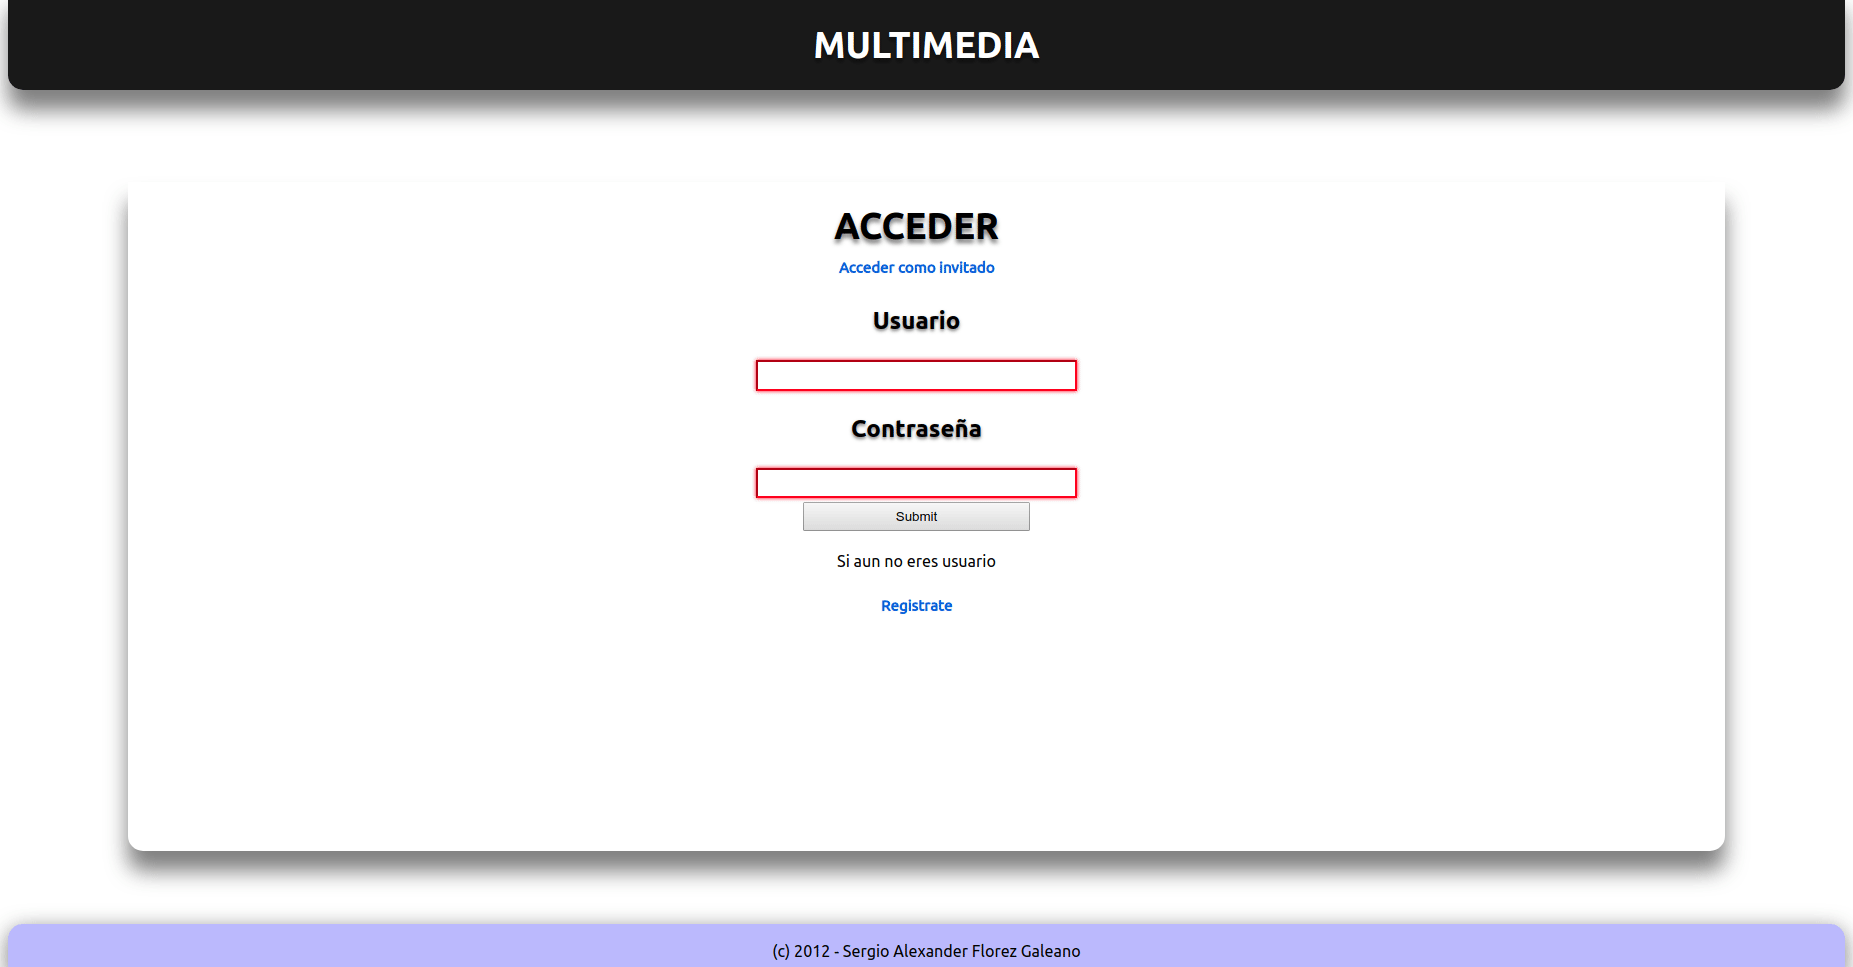 MULTIMEDIA
ACCEDER
Acceder como invitado
Usuario
Contraseña
Submit
Si aun no eres usuario
Registrate
(c) 2012 - Sergio Alexander Florez Galeano